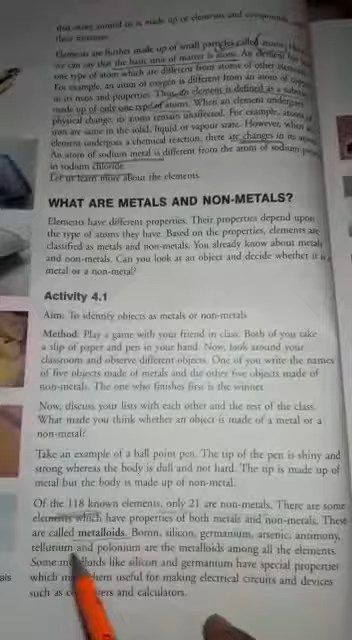 that exists around us is made up of elements and compounds
their mixtures.
Elements are further made up of small particles called atoms.
we can say that the basic unit of matter is atom. An element has
one type of atom which are different from atoms of other
For example, an atom of oxygen is different from an atom of
in its mass and properties. Thus, an element is defined as a
made up of only one type of atoms. When an element undergoes
physical change, its atoms remain unaffected. For example, atoms of
iron are same in the solid, liquid or vapour state. However, when an
element undergoes a chemical reaction, there are changes in its
An atom of sodium metal is different from the atom of sodium
in sodium chloride.
Let us learn more about the elements
WHAT ARE METALS AND NON-METALS?
Elements have different properties. Their properties depend upon
the type of atoms they have. Based on the properties, elements are
classified as metals and non-metals. You already know about metals
and non-metals. Can you look at an object and decide whether it is a
metal or a non-metal?
Activity 4.1
Aim: To identify objects as metals or non-metals
Method: Play a game with your friend in class. Both of you take
a slip of paper and pen in your hand. Now, look around your
classroom and observe different objects. One of you write the names
of five objects made of metals and the other five objects made of
non-metals. The one who finishes first is the winner.
Now, discuss your lists with each other and the rest of the class.
What made you think whether an object is made of a metal or a
non-metal?
Take an example of a ball point pen. The tip of the pen is shiny and
strong whereas the body is dull and not hard. The tip is made up of
metal but the body is made up of non-metal.
Of the 118 known elements, only 21 are non-metals. There are some
elements which have properties of both metals and non-metals. These
are called metalloids. Boron, silicon, germanium, arsenic, antimony,
tellurium and polonium are the metalloids among all the elements.
Some metalloids like silicon and germanium have special properties
which make them useful for making electrical circuits and devices
such as computers and calculators.
als